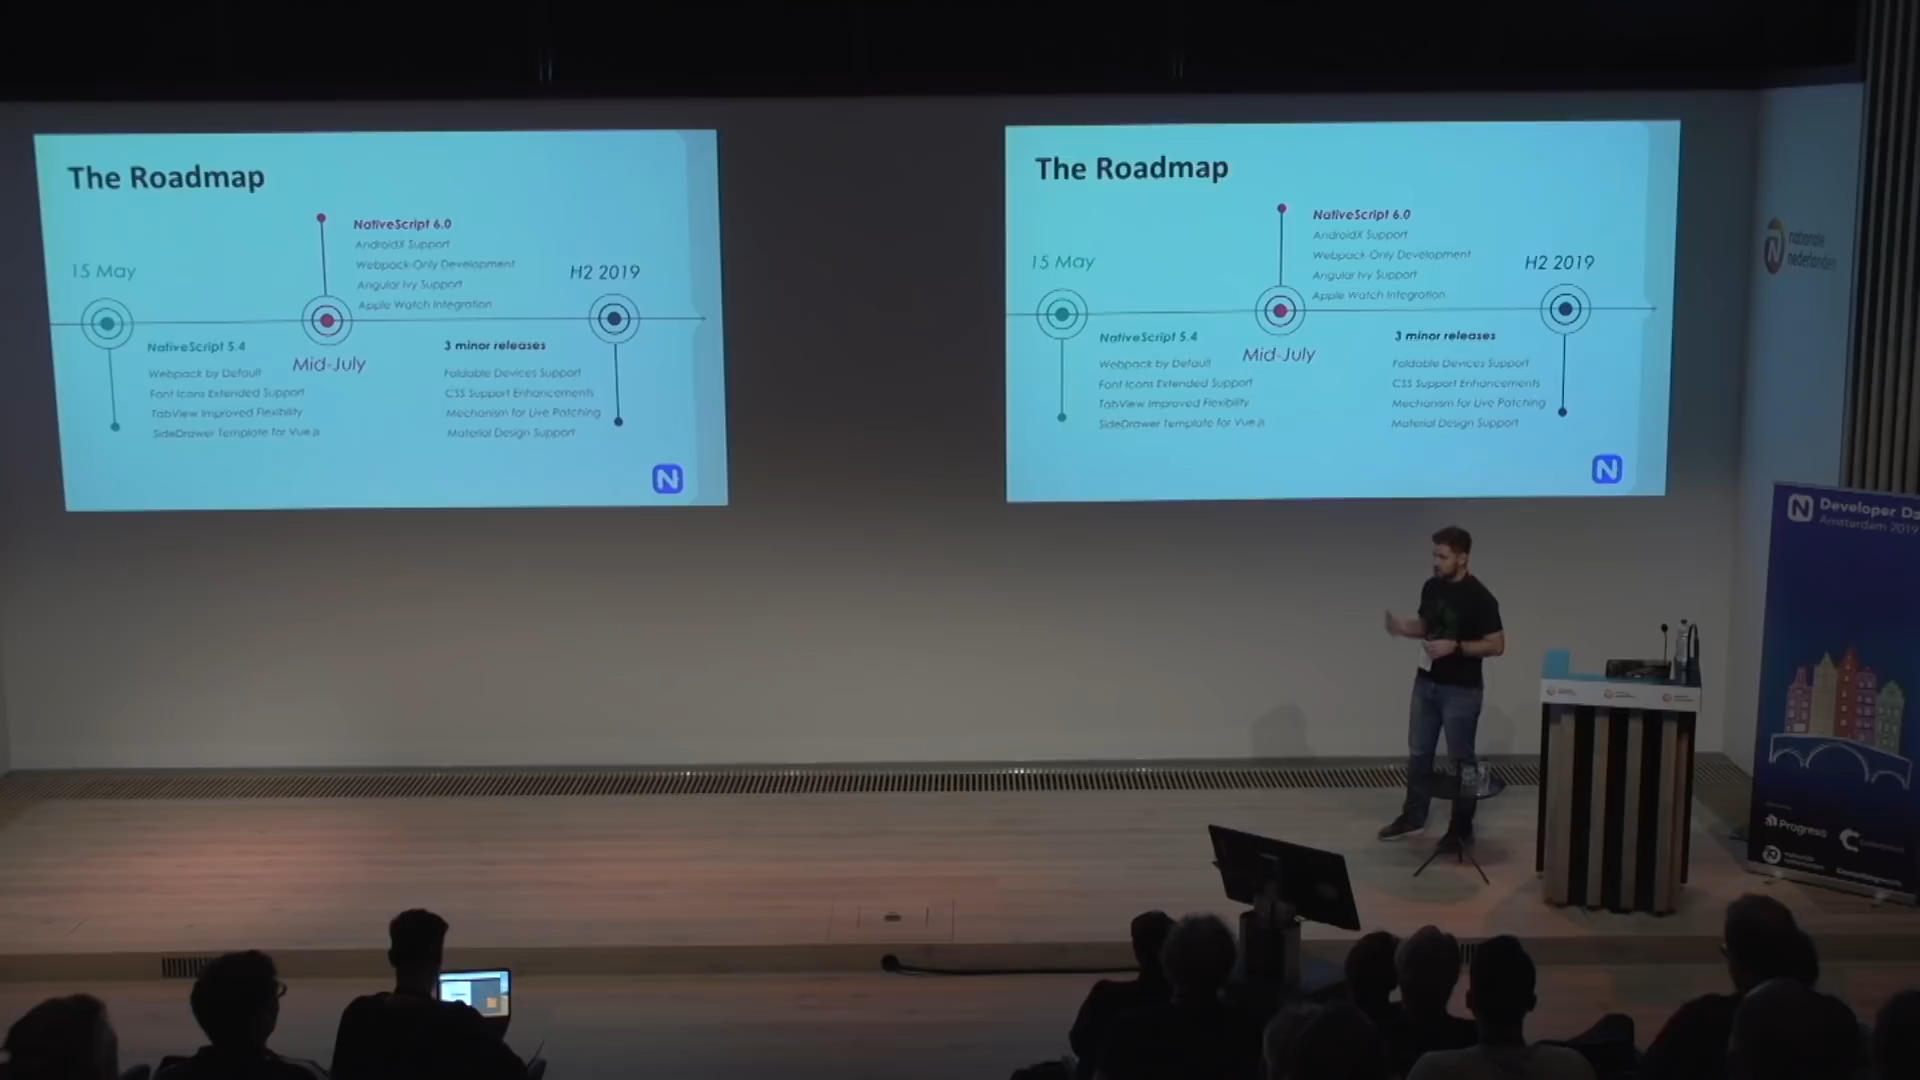 The Roadmap
NativeScript 6.0
AndroidX Support
Webpack-Only Development
Angular Ivy Support
Apple Watch Integration
15 May
H2 2019
NativeScript 5.4
Webpack by Default
Font Icons Extended Support
TabView Improved Flexibility
SideDrawer Template for Vue.js
Mid-July
3 minor releases
Foldable Devices Support
CSS Support Enhancements
Mechanism for Live Patching
Material Design Support
N
The Roadmap
NativeScript 6.0
AndroidX Support
Webpack-Only Development
Angular Ivy Support
Apple Watch Integration
15 May
H2 2019
NativeScript 5.4
Webpack by Default
Font Icons Extended Support
TabView Improved Flexibility
SideDrawer Template for Vue.js
Mid-July
3 minor releases
Foldable Devices Support
CSS Support Enhancements
Mechanism for Live Patching
Material Design Support
N
nationale
nederlanden
N Developer Da
Amsterdam 2019
Progress